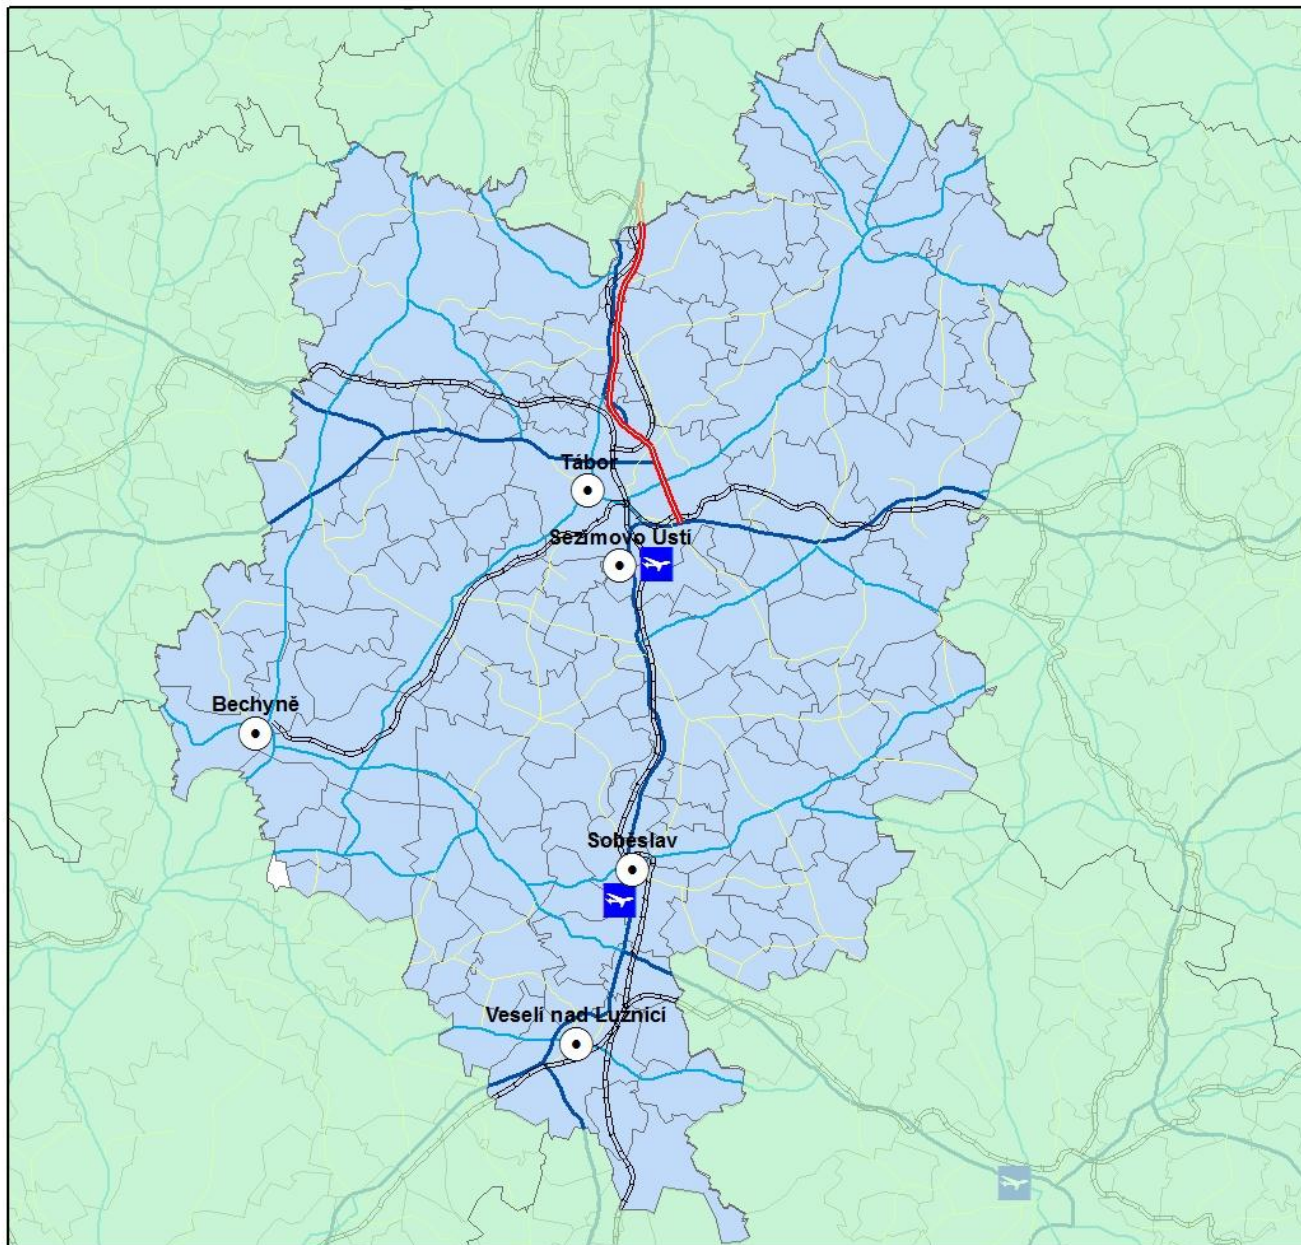 Tábor
Sezimovo Ústí
Bechyně
Soběslav
Veselí nad Lužnicí